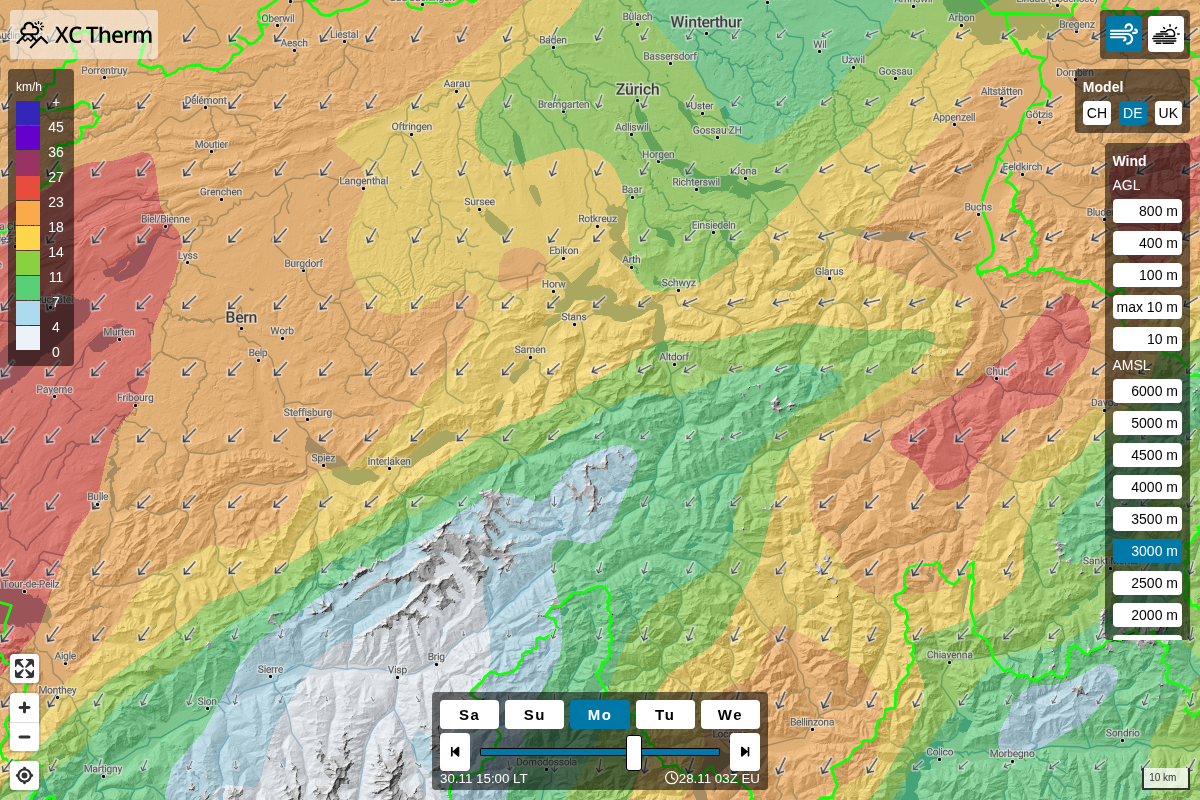 XC Therm
km/h
+
45
36
27
23
18
14
11
7
4
0
Model
CH DE UK
Wind
AGL
800 m
400 m
100 m
max 10 m
10 m
AMSL
6000 m
5000 m
4500 m
4000 m
3500 m
3000 m
2500 m
2000 m
Oberwil
Liestal
Aesch
Porrentruy
Délémont
Moutier
Grenchen
Biel/Bienne
Lyss
Burgdorf
Bern
Worb
Belp
Murten
Payerne
Fribourg
Steffisburg
Spiez
Interlaken
Bulle
Tour-de-Peilz
Aigle
Monthey
Martigny
Sion
Sierre
Visp
Brig
Domodossola
Bülach
Winterthur
Baden
Bassersdorf
Wil
Uzwil
Gossau
Arbon
Bregenz
Dornbirn
Altstätten
Götzis
Appenzell
Feldkirch
Buchs
Aarau
Oftringen
Bremgarten
Zürich
Uster
Adliswil
Gossau ZH
Horgen
Jona
Richterswil
Baar
Langenthal
Sursee
Rotkreuz
Einsiedeln
Ebikon
Arth
Horw
Schwyz
Glarus
Stans
Sarnen
Altdorf
Chur
Chiavenna
Bellinzona
Colico
Morbegno
Sondrio
Sa Su Mo Tu We
30.11 15:00 LT
28.11 03Z EU
10 km